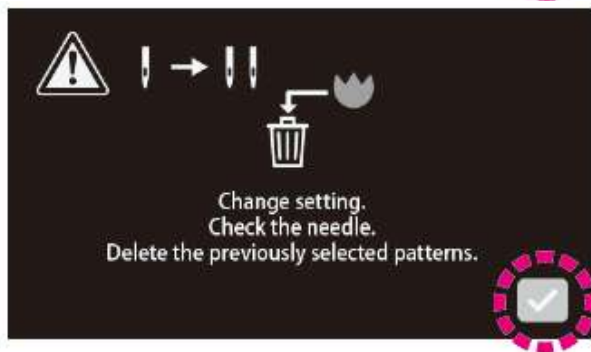 Change setting.
Check the needle.
Delete the previously selected patterns.